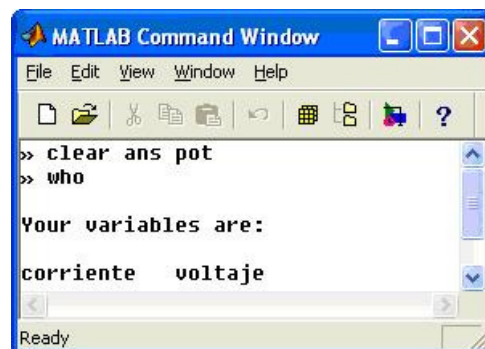 MATLAB Command Window
File Edit View Window Help
?
» clear ans pot
» who
Your variables are:
corriente voltaje
Ready